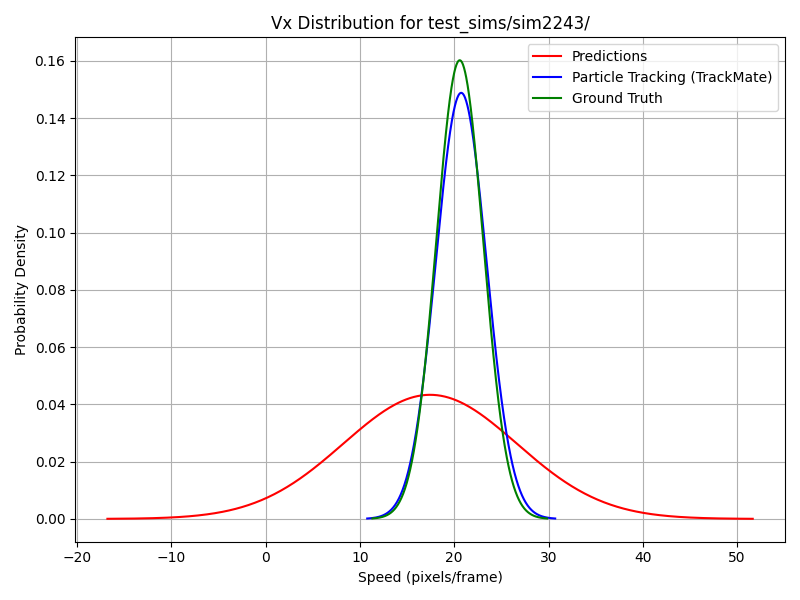 Vx Distribution for test_sims/sim2243/
Predictions
Particle Tracking (TrackMate)
Ground Truth
Probability Density
0.16
0.14
0.12
0.10
0.08
0.06
0.04
0.02
0.00
−20 −10 0 10 20 30 40 50
Speed (pixels/frame)